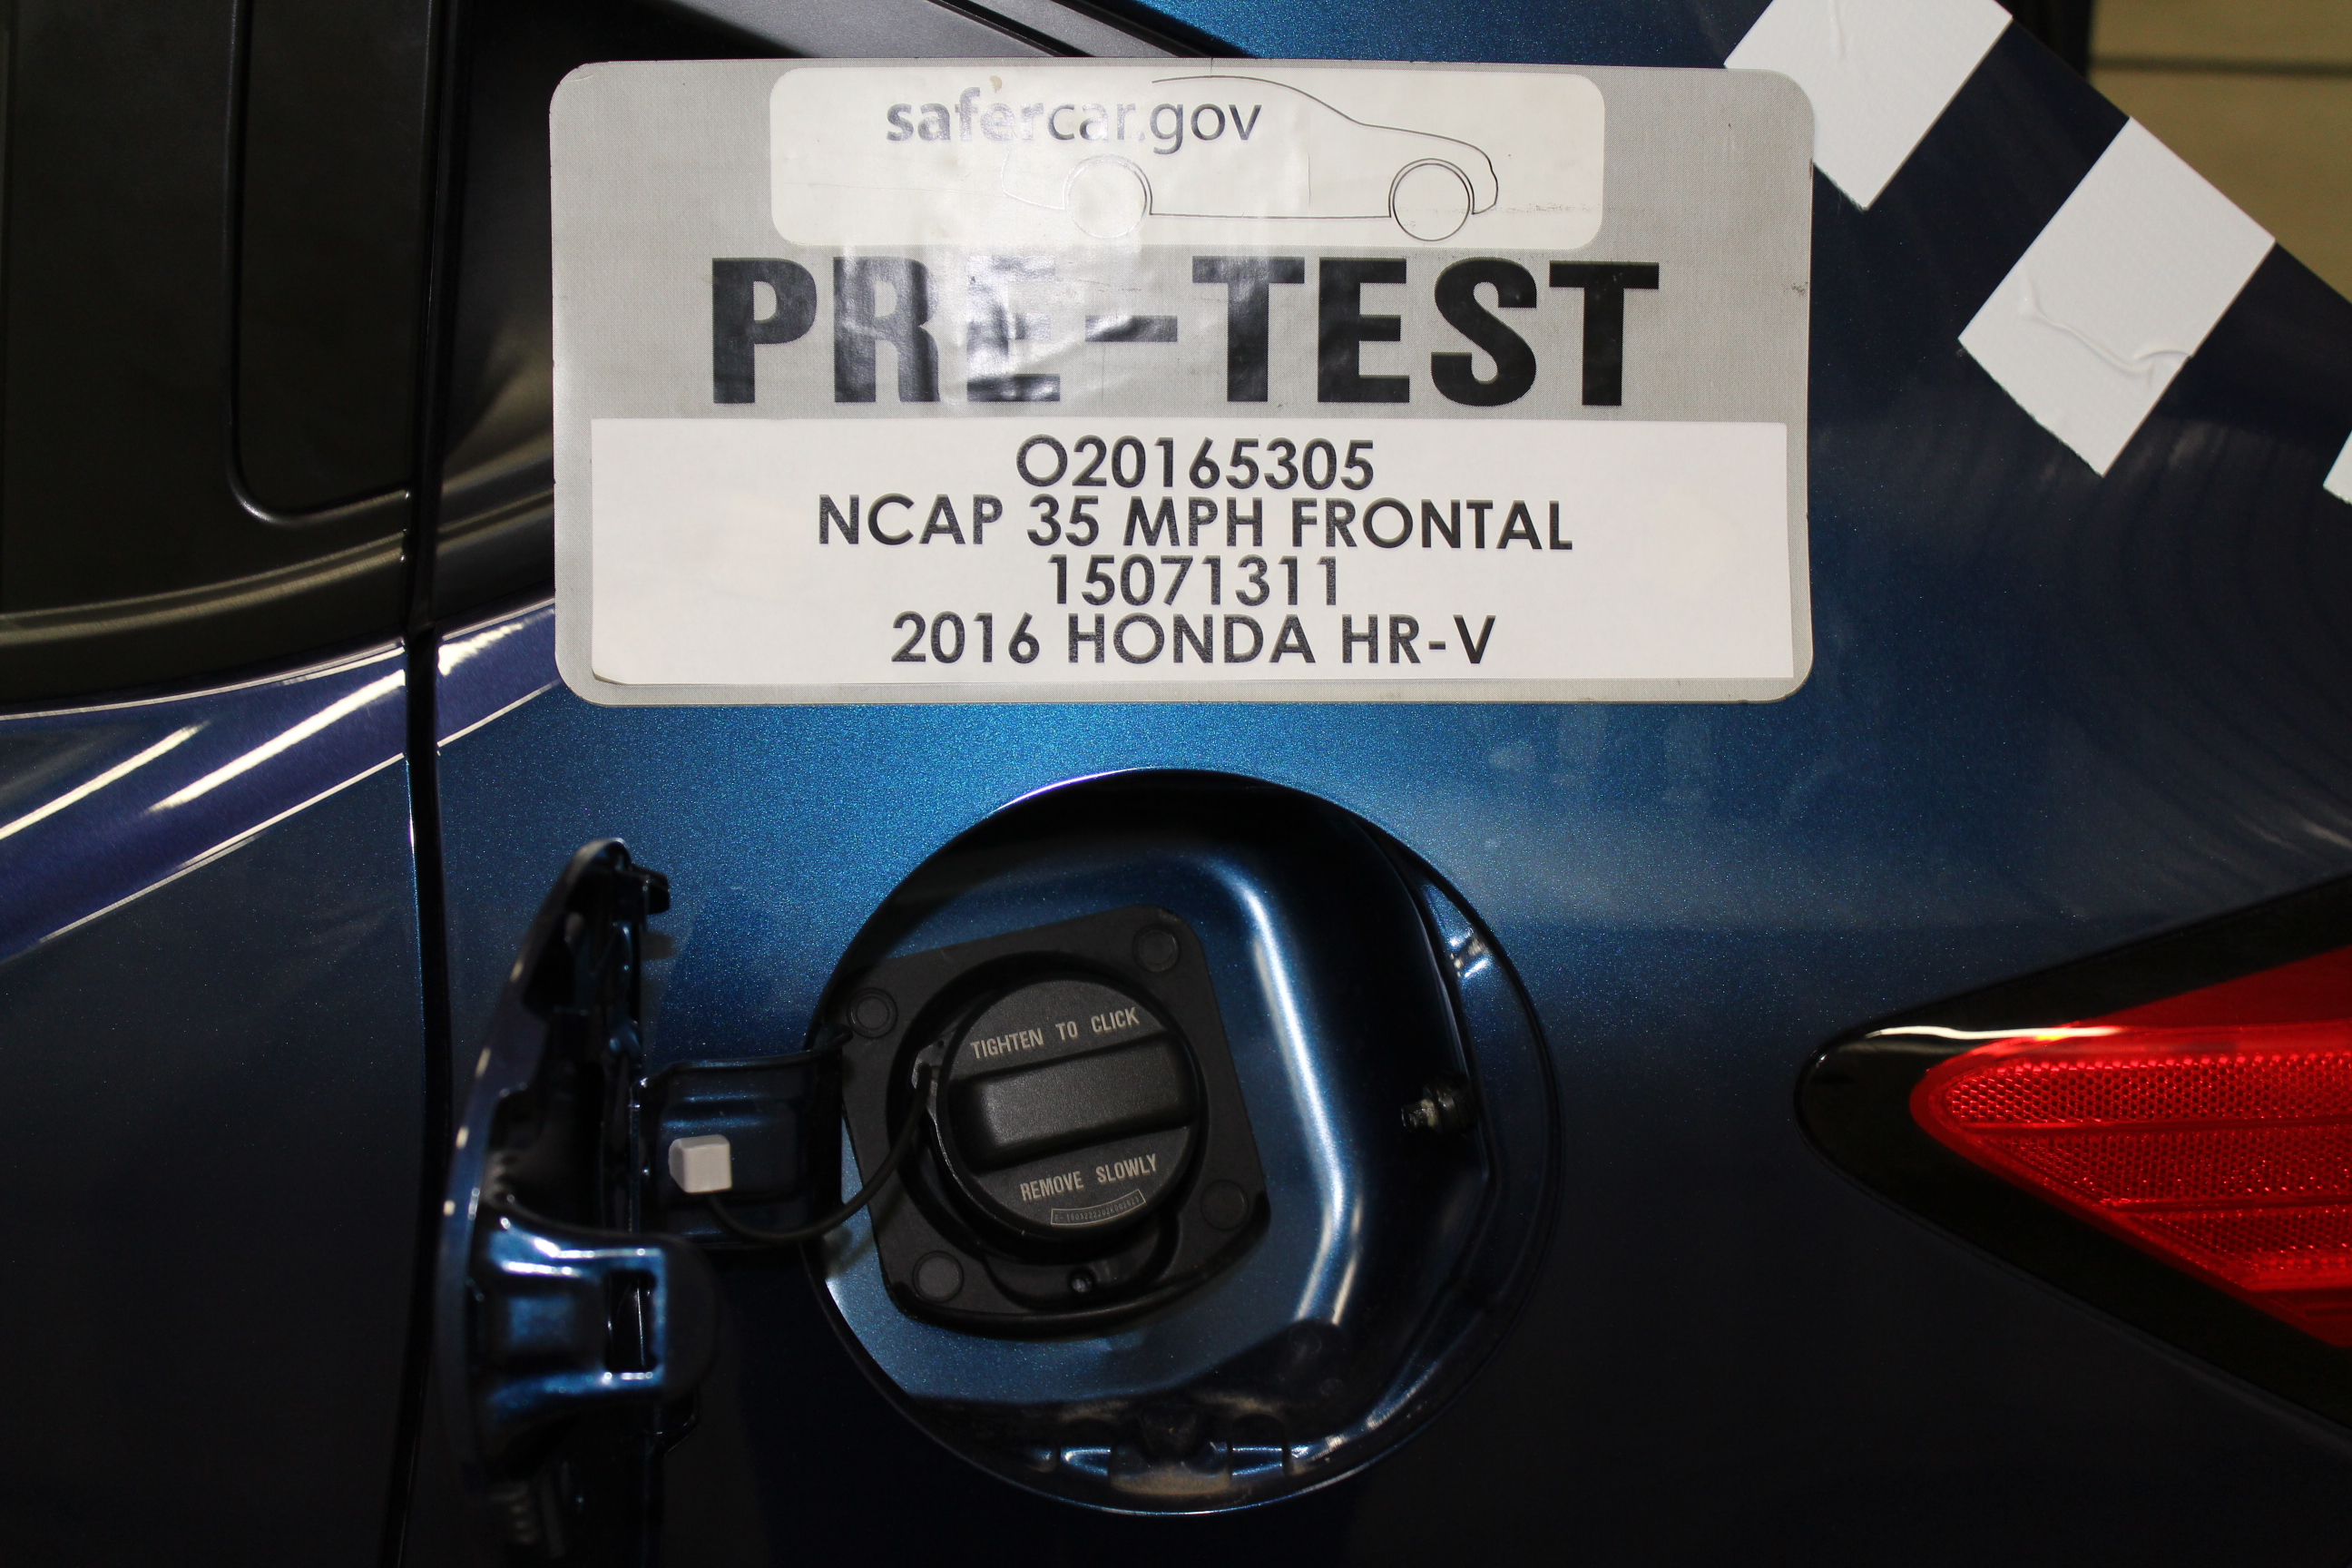 safercar.gov
PRE-TEST
O20165305
NCAP 35 MPH FRONTAL
15071311
2016 HONDA HR-V
TIGHTEN TO CLICK
REMOVE SLOWLY